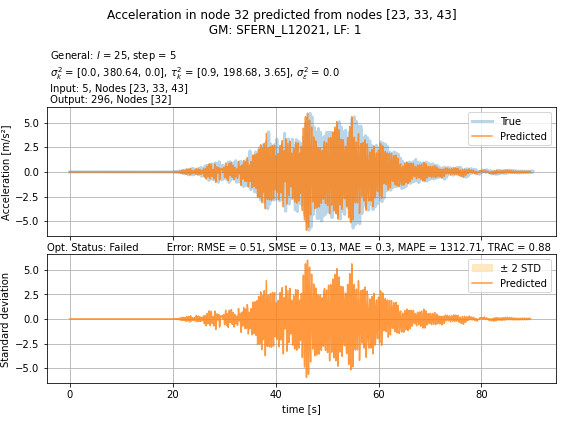 Acceleration in node 32 predicted from nodes [23, 33, 43]
GM: SFERN_L12021, LF: 1
General: l = 25, step = 5
σ²ₖ = [0.0, 380.64, 0.0], τ²ₖ = [0.9, 198.68, 3.65], σ²ε = 0.0
Input: 5, Nodes [23, 33, 43]
Output: 296, Nodes [32]
Acceleration [m/s²]
5.0
2.5
0.0
−2.5
−5.0
True
Predicted
Opt. Status: Failed Error: RMSE = 0.51, SMSE = 0.13, MAE = 0.3, MAPE = 1312.71, TRAC = 0.88
Standard deviation
5.0
2.5
0.0
−2.5
−5.0
± 2 STD
Predicted
0 20 40 60 80
time [s]